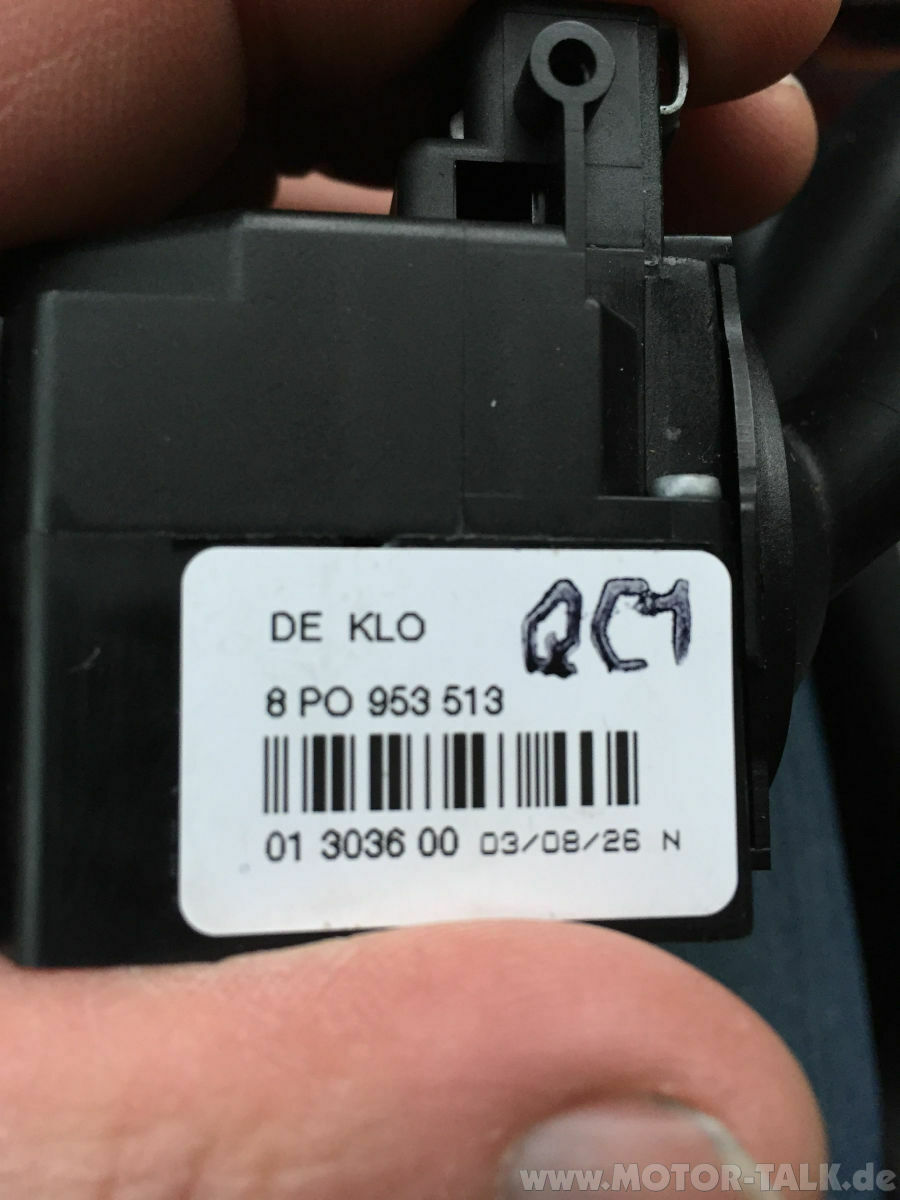 DE KLO QC1
8 PO 953 513
01 3036 00 03/08/26 N
www.MOTOR-TALK.de